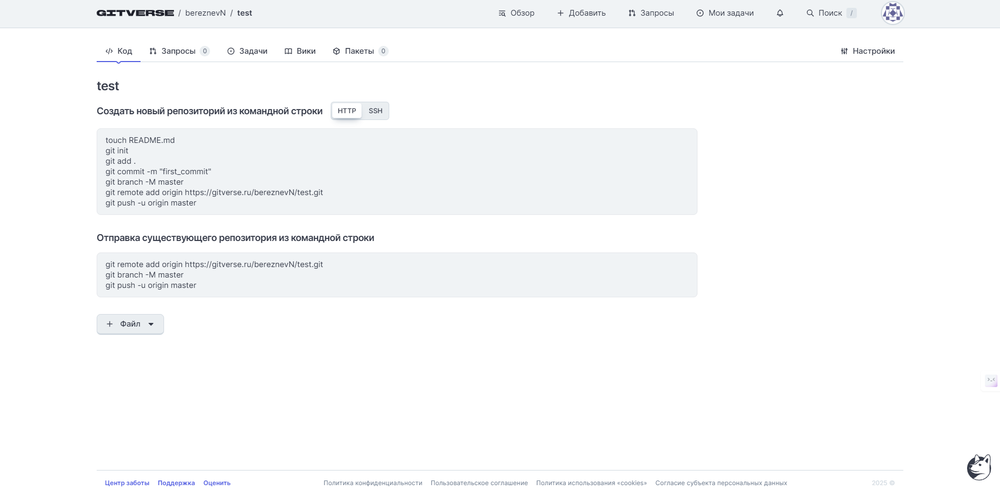 GITVERSE / bereznevN / test
Обзор Добавить Запросы Мои задачи Поиск /
Код Запросы 0 Задачи Вики Пакеты 0 Настройки
test
Создать новый репозиторий из командной строки HTTP SSH
touch README.md
git init
git add .
git commit -m "first_commit"
git branch -M master
git remote add origin https://gitverse.ru/bereznevN/test.git
git push -u origin master
Отправка существующего репозитория из командной строки
git remote add origin https://gitverse.ru/bereznevN/test.git
git branch -M master
git push -u origin master
+ Файл
Центр заботы Поддержка Оценить Политика конфиденциальности Пользовательское соглашение Политика использования «cookies» Согласие субъекта персональных данных 2025 ©